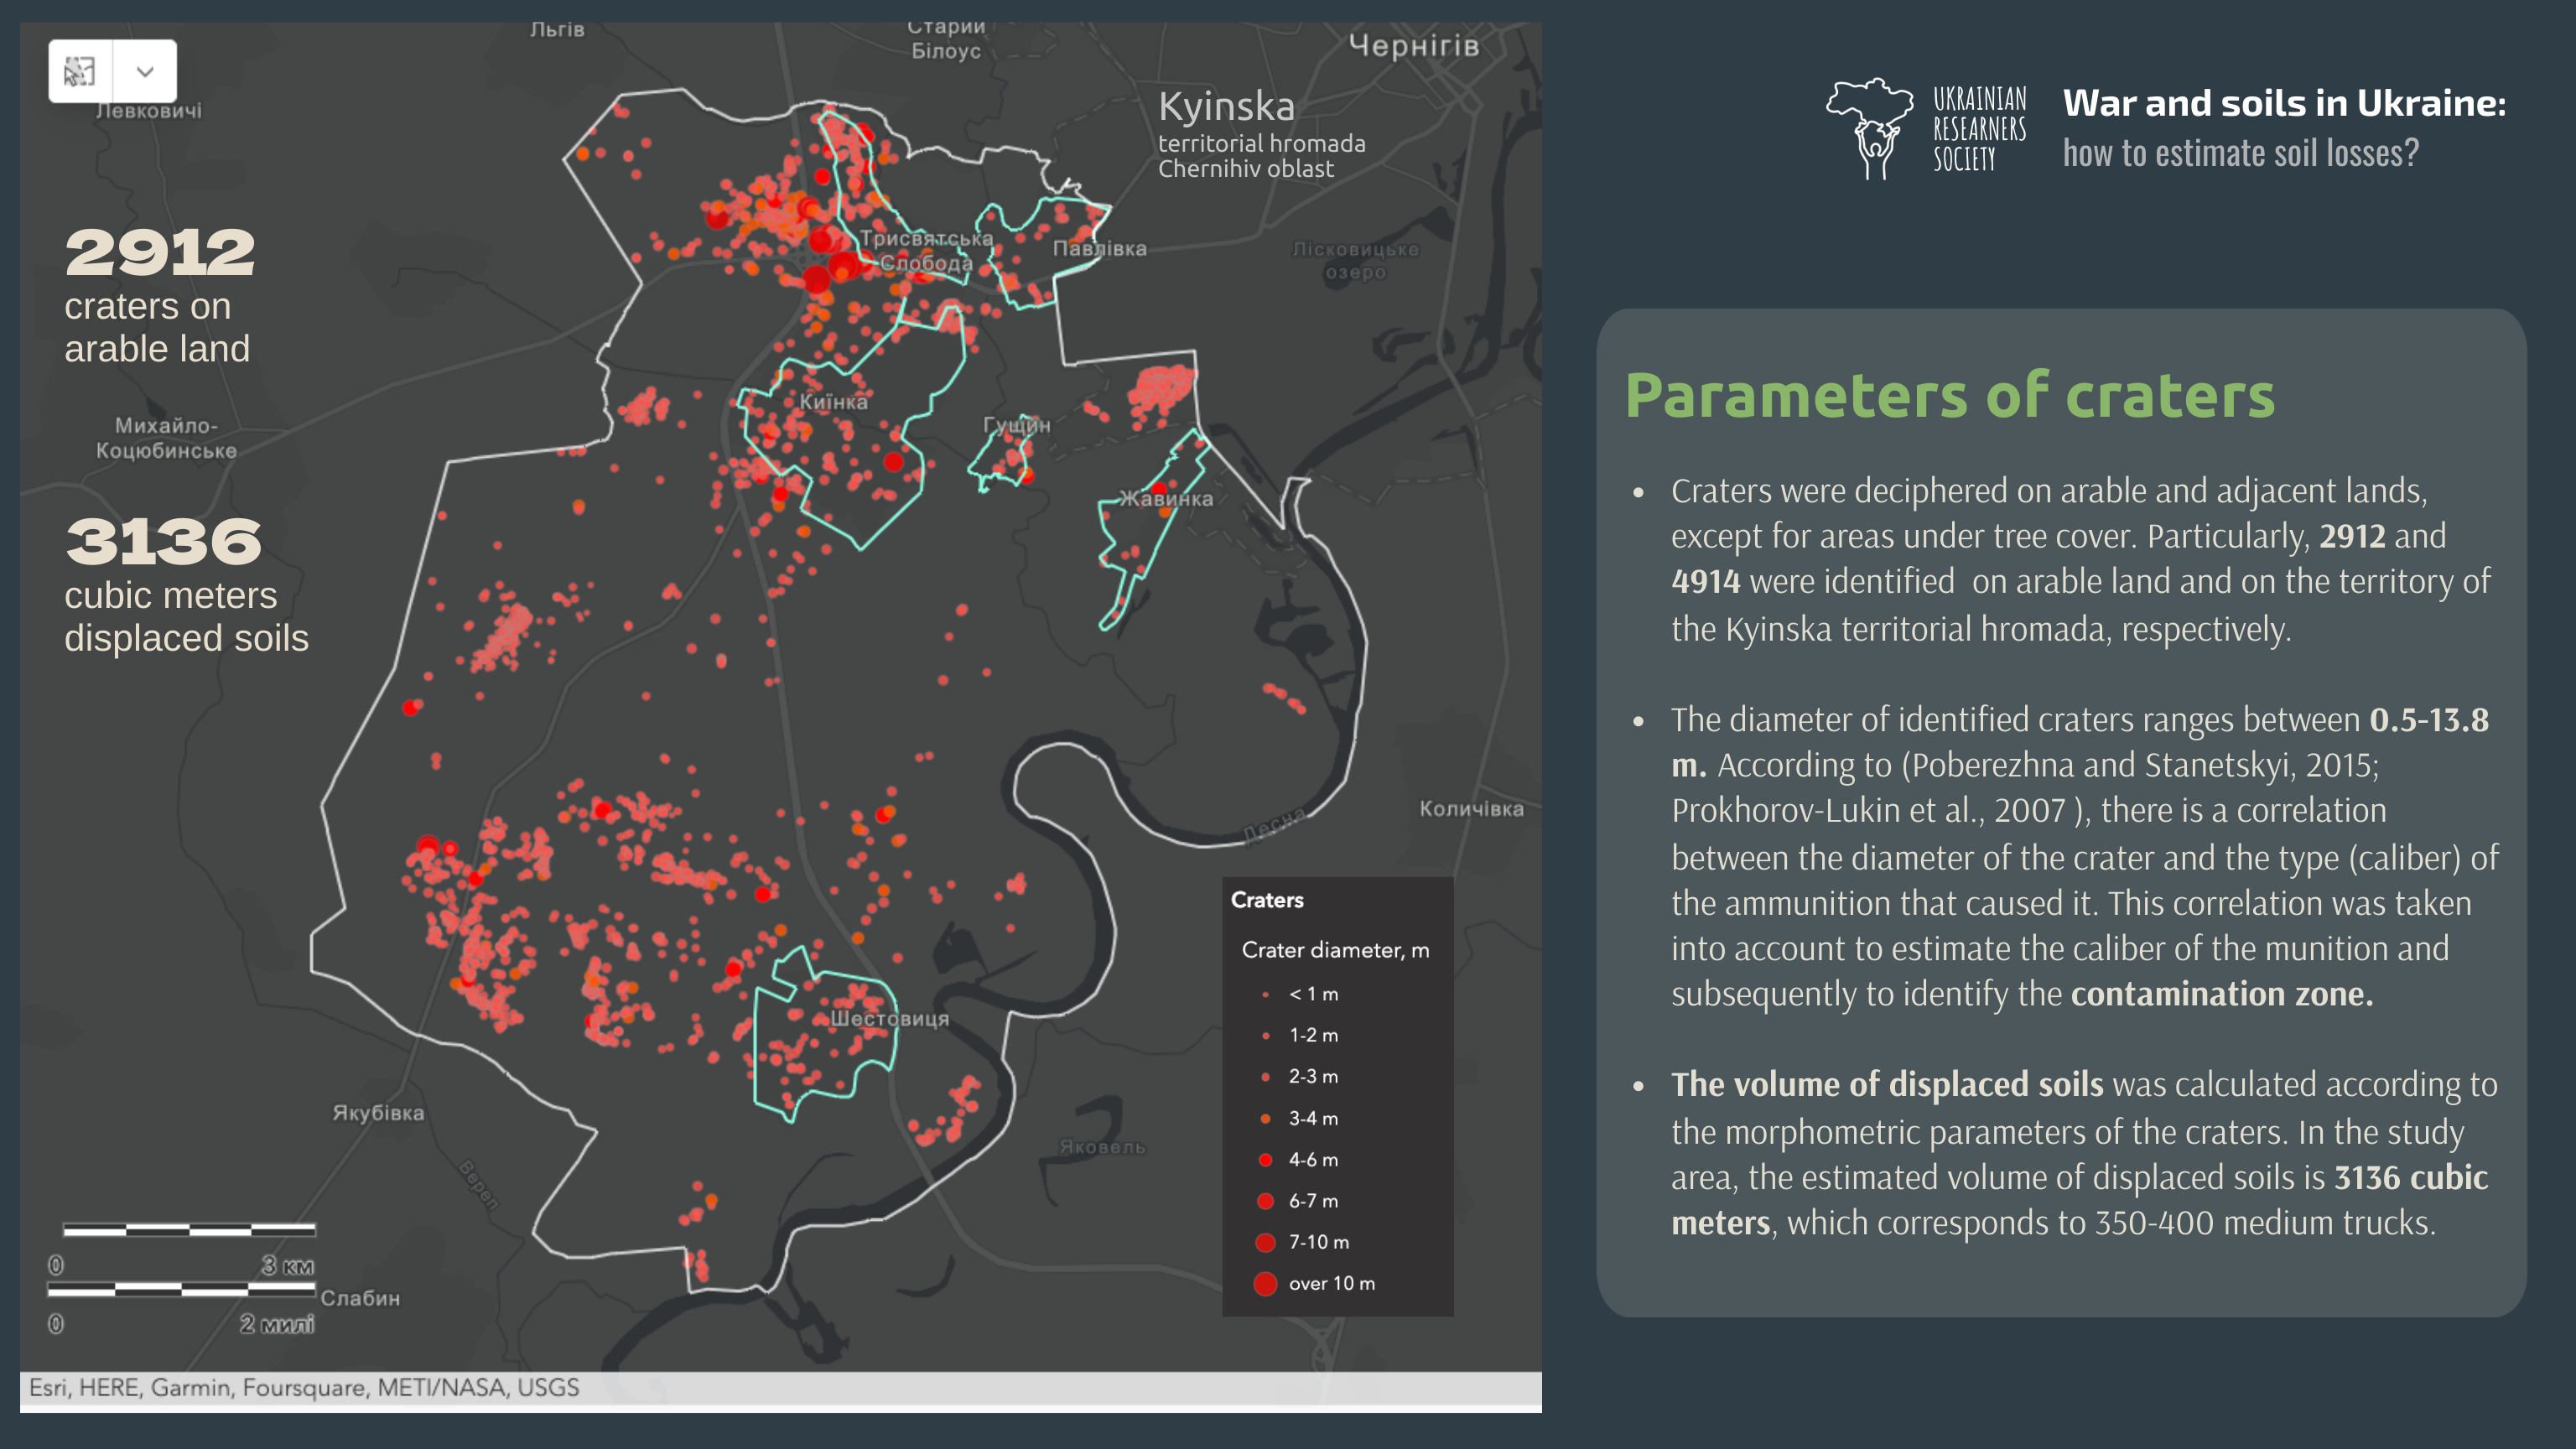 Льгів
Старий
Білоус
Чернігів
Левковичі
Kyinska
territorial hromada
Chernihiv oblast
2912
craters on
arable land
Трисвятська
Слобода
Павлівка
Лісковицьке
озеро
Михайло-
Коцюбинське
Киїнка
Гущин
Жавинка
3136
cubic meters
displaced soils
Десна
Количівка
Шестовиця
Якубівка
Яковель
Вереп
Слабин
0 3 км
0 2 милі
Craters
Crater diameter, m
< 1 m
1-2 m
2-3 m
3-4 m
4-6 m
6-7 m
7-10 m
over 10 m
Esri, HERE, Garmin, Foursquare, METI/NASA, USGS
UKRAINIAN
RESEARNERS
SOCIETY
War and soils in Ukraine:
how to estimate soil losses?
Parameters of craters
• Craters were deciphered on arable and adjacent lands,
except for areas under tree cover. Particularly, 2912 and
4914 were identified  on arable land and on the territory of
the Kyinska territorial hromada, respectively.
• The diameter of identified craters ranges between 0.5-13.8
m. According to (Poberezhna and Stanetskyi, 2015;
Prokhorov-Lukin et al., 2007 ), there is a correlation
between the diameter of the crater and the type (caliber) of
the ammunition that caused it. This correlation was taken
into account to estimate the caliber of the munition and
subsequently to identify the contamination zone.
• The volume of displaced soils was calculated according to
the morphometric parameters of the craters. In the study
area, the estimated volume of displaced soils is 3136 cubic
meters, which corresponds to 350-400 medium trucks.